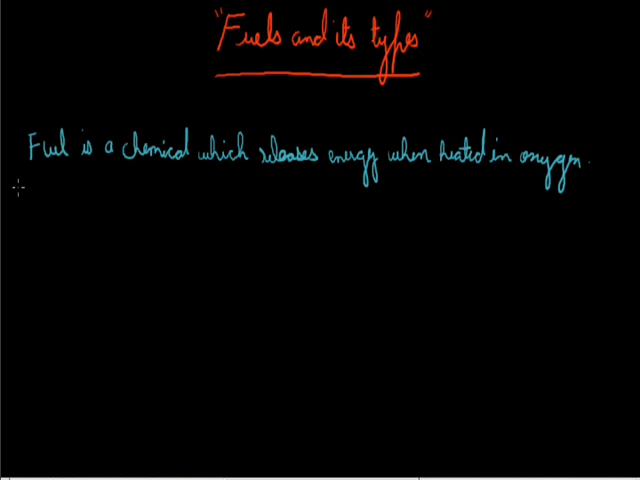 "Fuels and its types"
Fuel is a chemical which releases energy when heated in oxygen.